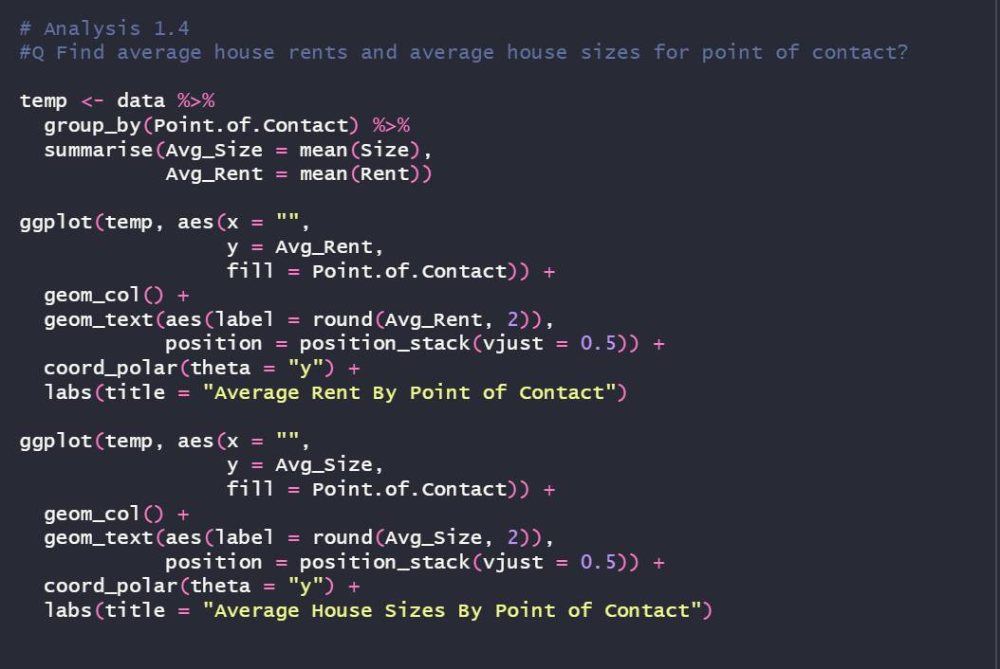 # Analysis 1.4
#Q Find average house rents and average house sizes for point of contact?
temp <- data %>%
  group_by(Point.of.Contact) %>%
  summarise(Avg_Size = mean(Size),
            Avg_Rent = mean(Rent))
ggplot(temp, aes(x = "",
                 y = Avg_Rent,
                 fill = Point.of.Contact)) +
  geom_col() +
  geom_text(aes(label = round(Avg_Rent, 2)),
            position = position_stack(vjust = 0.5)) +
  coord_polar(theta = "y") +
  labs(title = "Average Rent By Point of Contact")
ggplot(temp, aes(x = "",
                 y = Avg_Size,
                 fill = Point.of.Contact)) +
  geom_col() +
  geom_text(aes(label = round(Avg_Size, 2)),
            position = position_stack(vjust = 0.5)) +
  coord_polar(theta = "y") +
  labs(title = "Average House Sizes By Point of Contact")